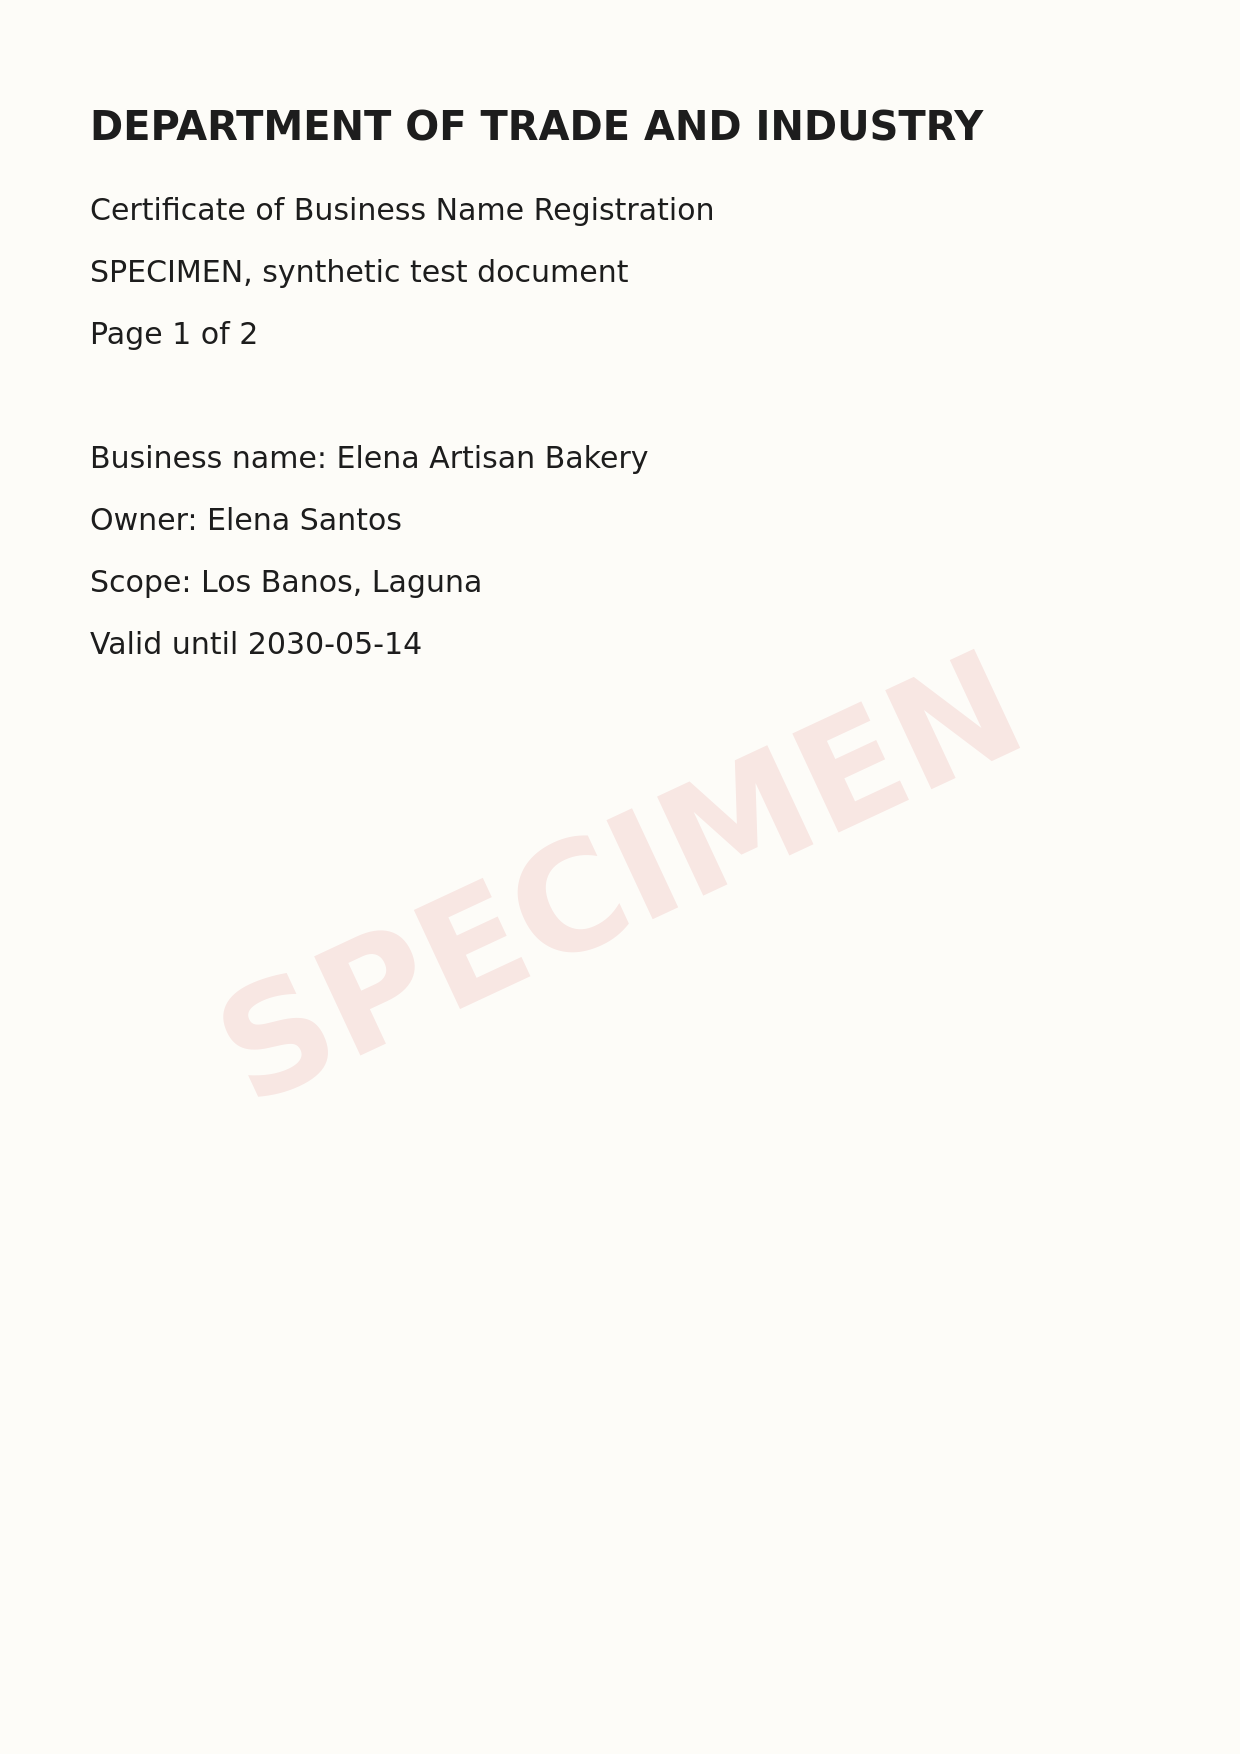 DEPARTMENT OF TRADE AND INDUSTRY
Certificate of Business Name Registration
SPECIMEN, synthetic test document
Page 1 of 2
Business name: Elena Artisan Bakery
Owner: Elena Santos
Scope: Los Banos, Laguna
Valid until 2030-05-14
SPECIMEN